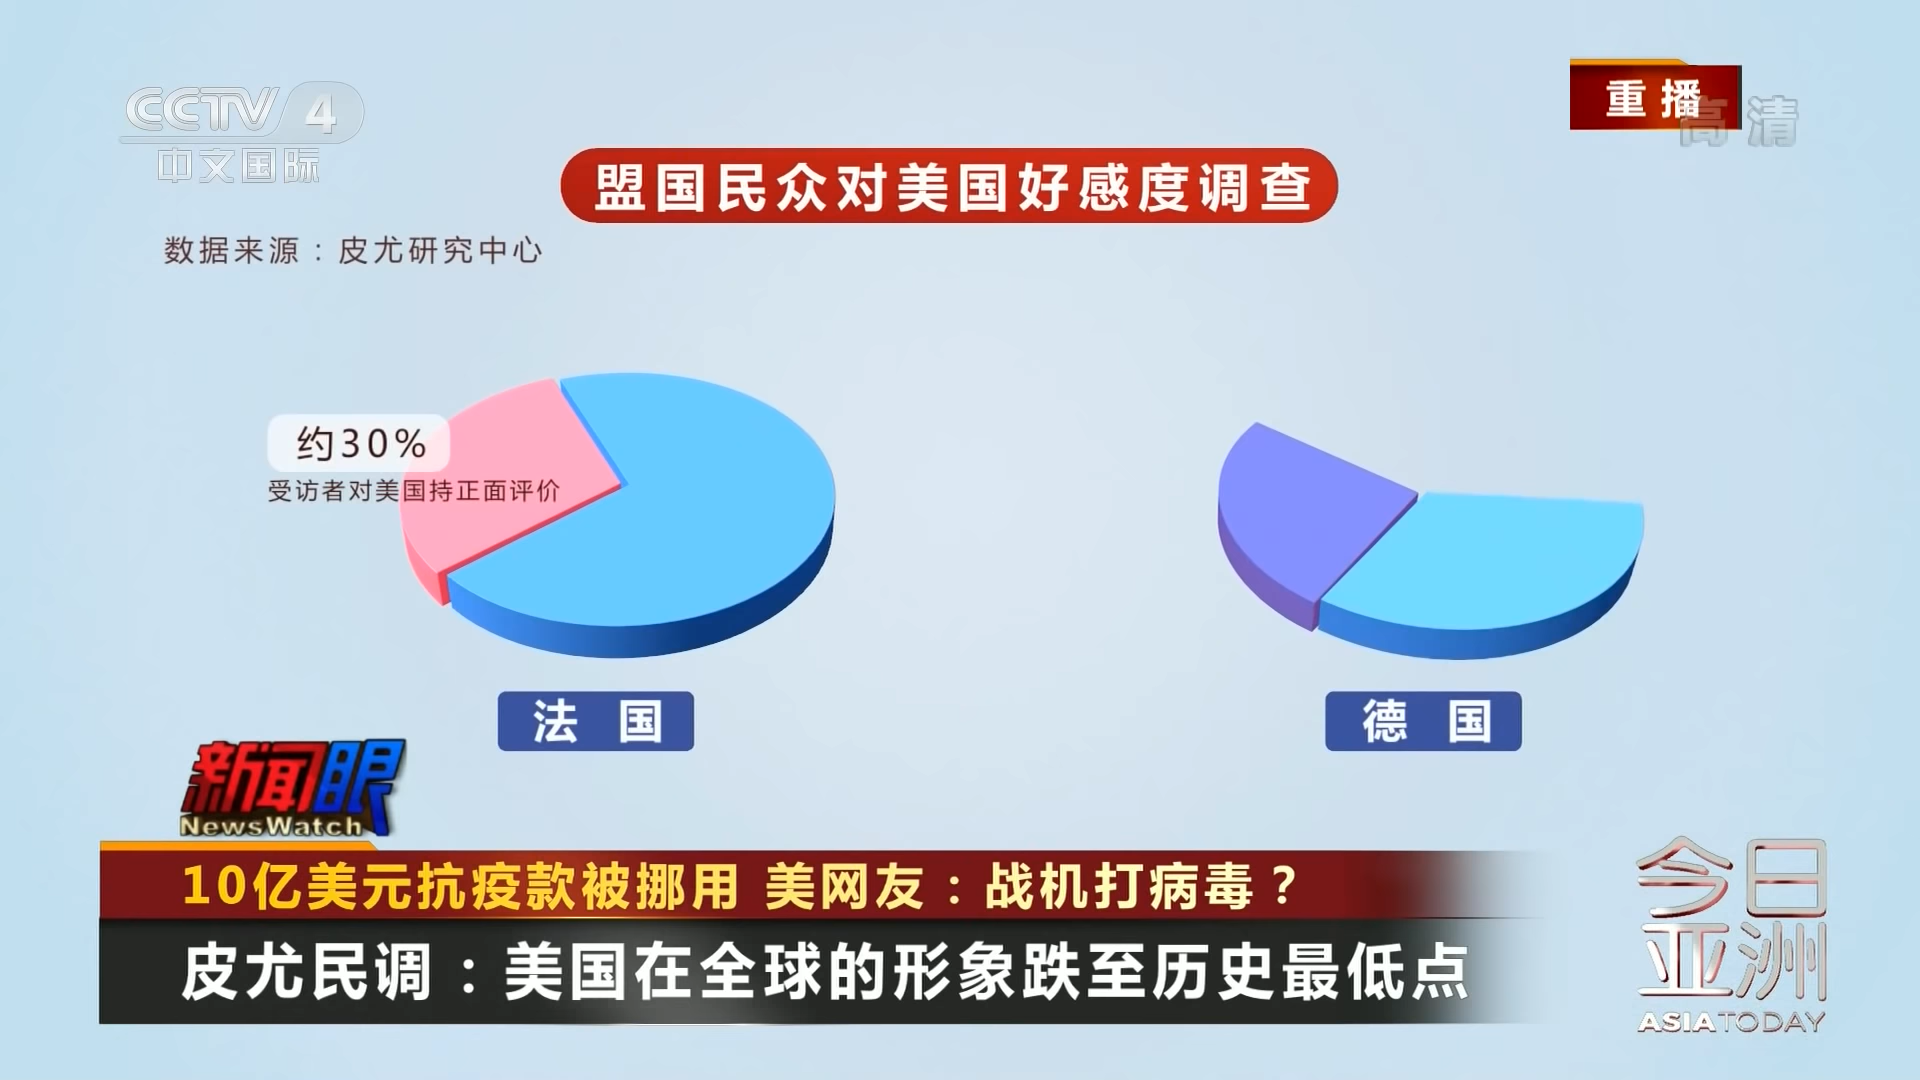 CCTV 4
中文国际
重播
高清
盟国民众对美国好感度调查
数据来源：皮尤研究中心
约30%
受访者对美国持正面评价
法国
德国
新闻眼
NewsWatch
10亿美元抗疫款被挪用 美网友：战机打病毒？
皮尤民调：美国在全球的形象跌至历史最低点
今日
亚洲
ASIA TODAY